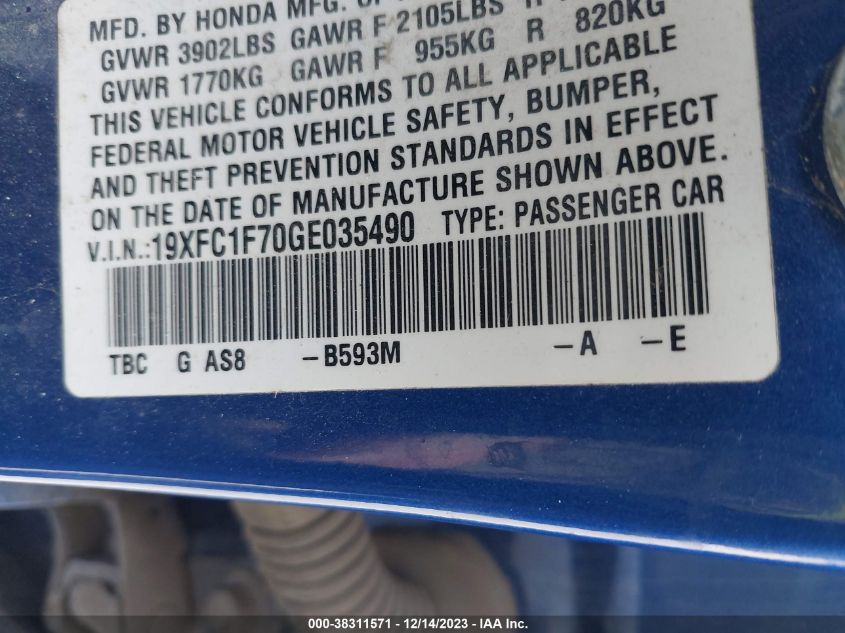 MFD. BY HONDA MFG. OF
GVWR 3902LBS GAWR F 2105LBS R
GVWR 1770KG GAWR F 955KG R 820KG
THIS VEHICLE CONFORMS TO ALL APPLICABLE
FEDERAL MOTOR VEHICLE SAFETY, BUMPER,
AND THEFT PREVENTION STANDARDS IN EFFECT
ON THE DATE OF MANUFACTURE SHOWN ABOVE.
V.I.N.:19XFC1F70GE035490 TYPE: PASSENGER CAR
TBC G AS8 -B593M -A -E
000-38311571 – 12/14/2023 – IAA Inc.